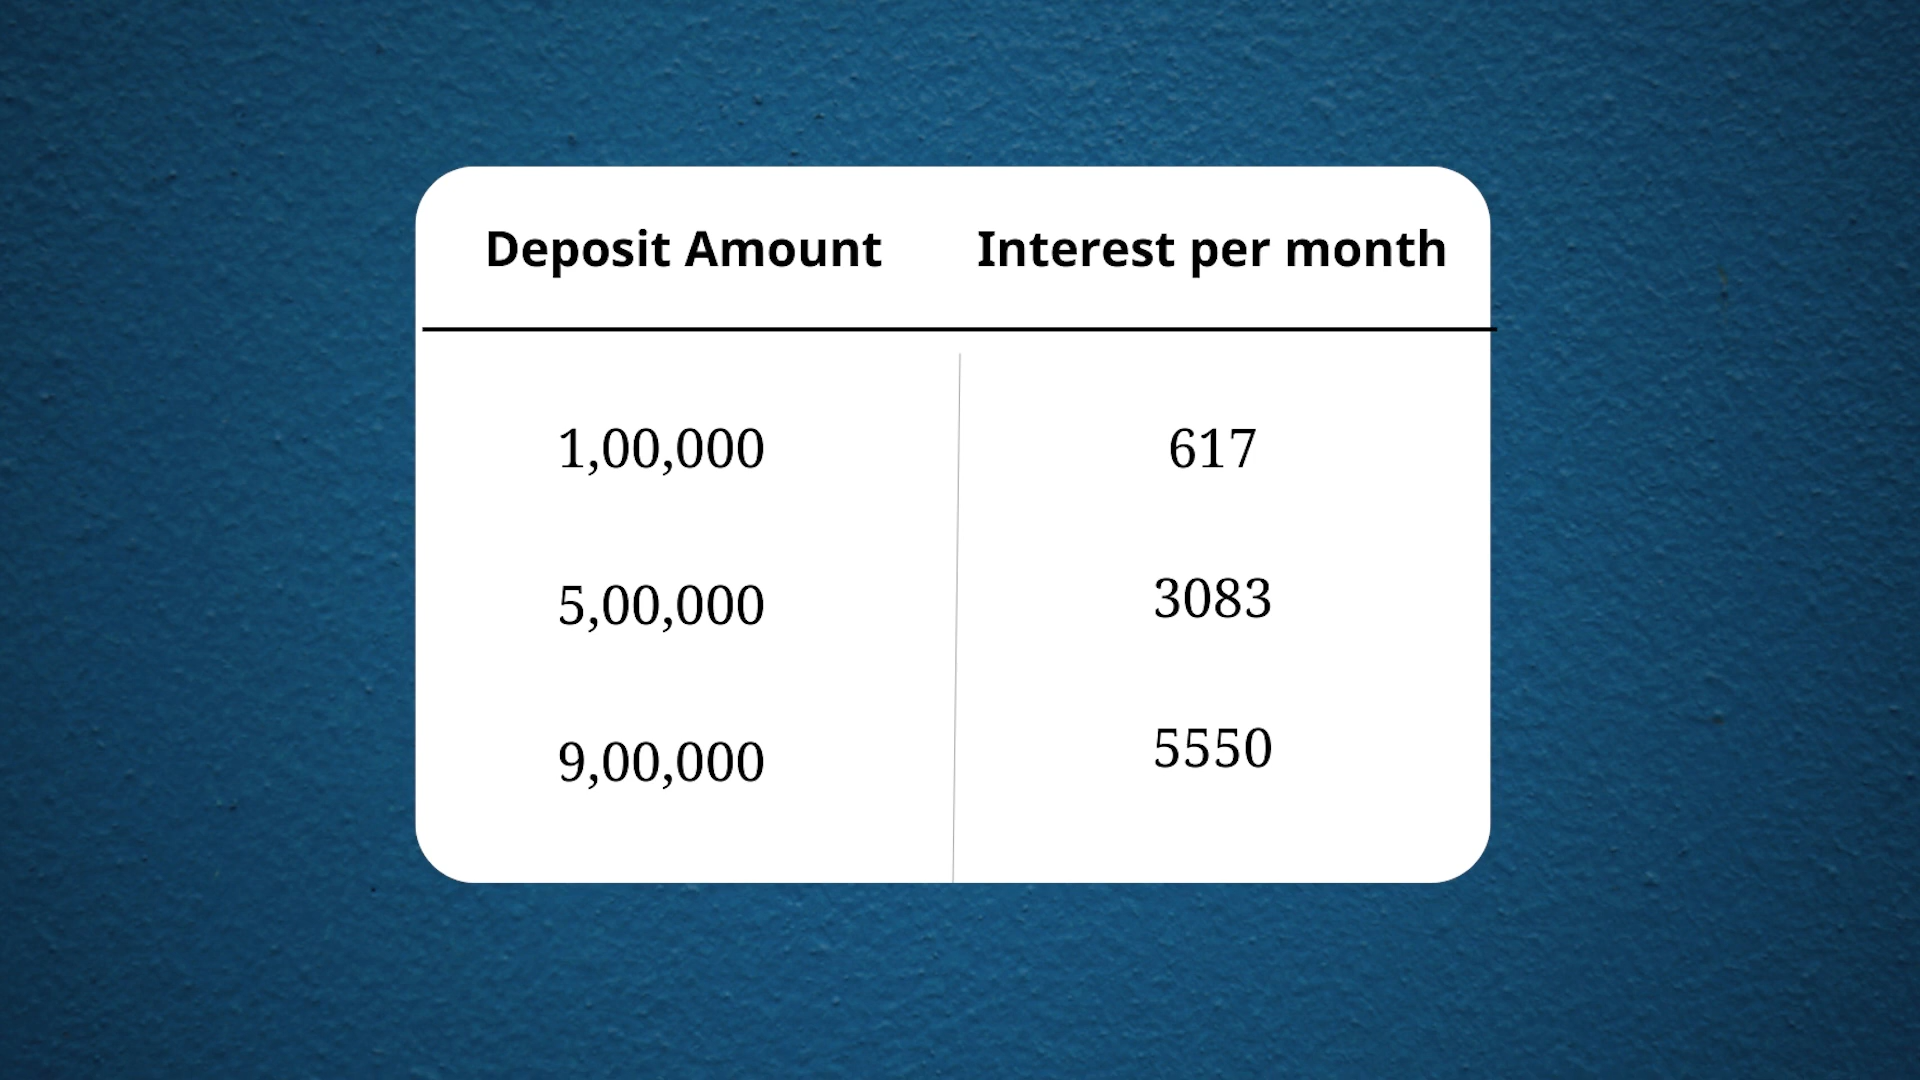 Deposit Amount Interest per month
1,00,000 617
5,00,000 3083
9,00,000 5550